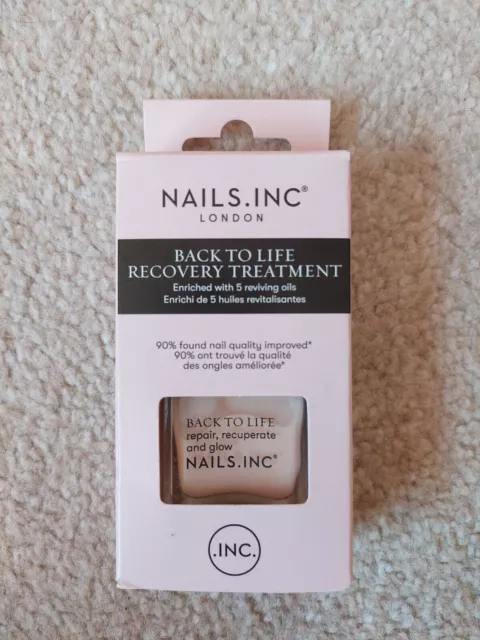 NAILS.INC®
LONDON
BACK TO LIFE
RECOVERY TREATMENT
Enriched with 5 reviving oils
Enrichi de 5 huiles revitalisantes
90% found nail quality improved*
90% ont trouvé la qualité
des ongles améliorée*
BACK TO LIFE
repair, recuperate
and glow
NAILS.INC®
.INC.